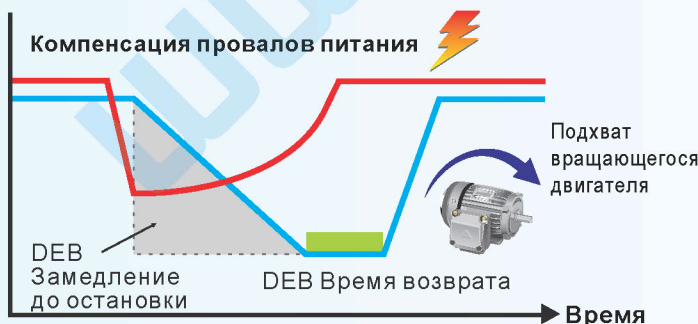 Компенсация провалов питания
Подхват
вращающегося
двигателя
DEB
Замедление
до остановки
DEB Время возврата
Время